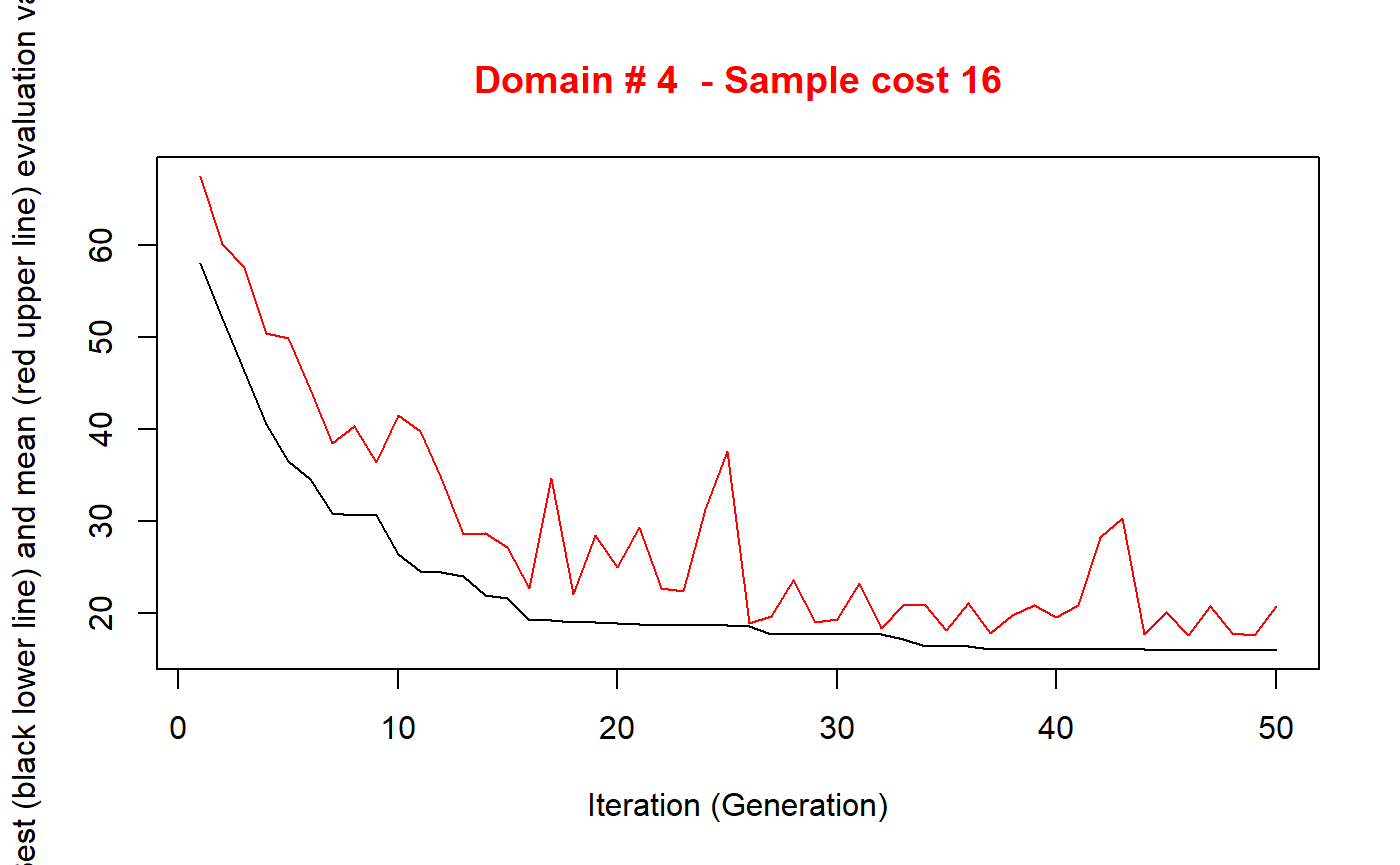 Domain # 4 - Sample cost 16
(black lower line) and mean (red upper line) evaluation
60
50
40
30
20
0 10 20 30 40 50
Iteration (Generation)